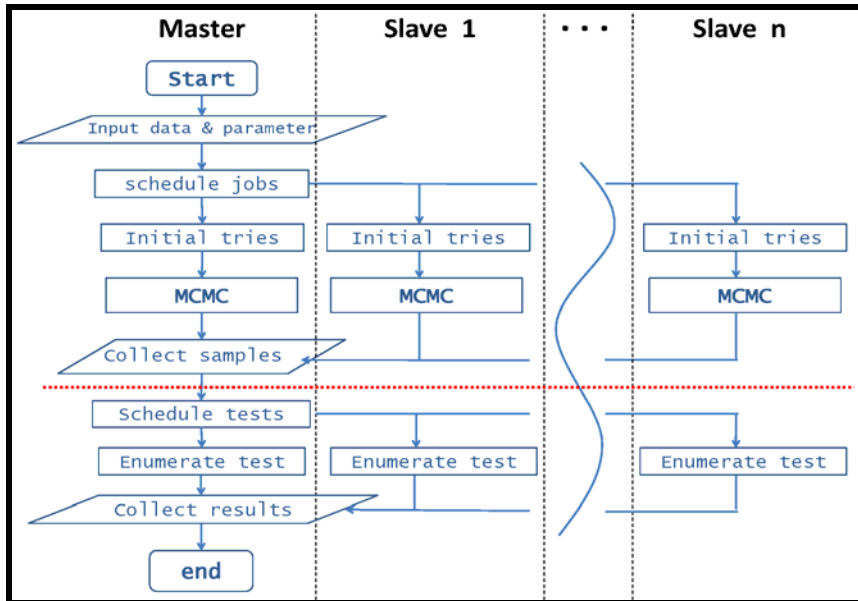 Master Slave 1 ... Slave n
Start
Input data & parameter
schedule jobs
Initial tries Initial tries Initial tries
MCMC MCMC MCMC
Collect samples
Schedule tests
Enumerate test Enumerate test Enumerate test
Collect results
end